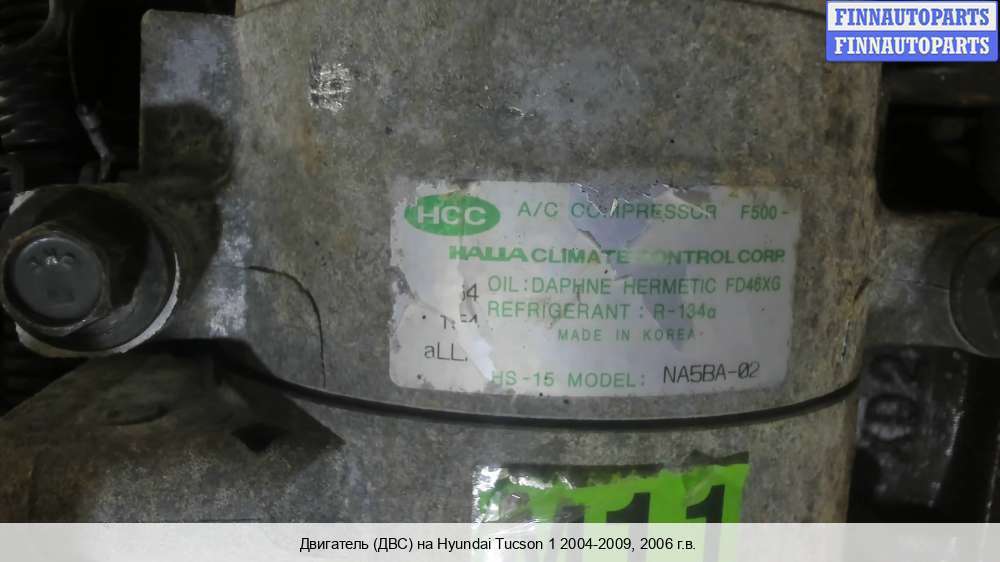 FINNAUTOPARTS
FINNAUTOPARTS
HCC A/C COMPRESSOR F500-
HALLA CLIMATE CONTROL CORP.
OIL: DAPHNE HERMETIC FD46XG
REFRIGERANT: R-134a
MADE IN KOREA
HS-15 MODEL: NA5BA-02
11
Двигатель (ДВС) на Hyundai Tucson 1 2004-2009, 2006 г.в.